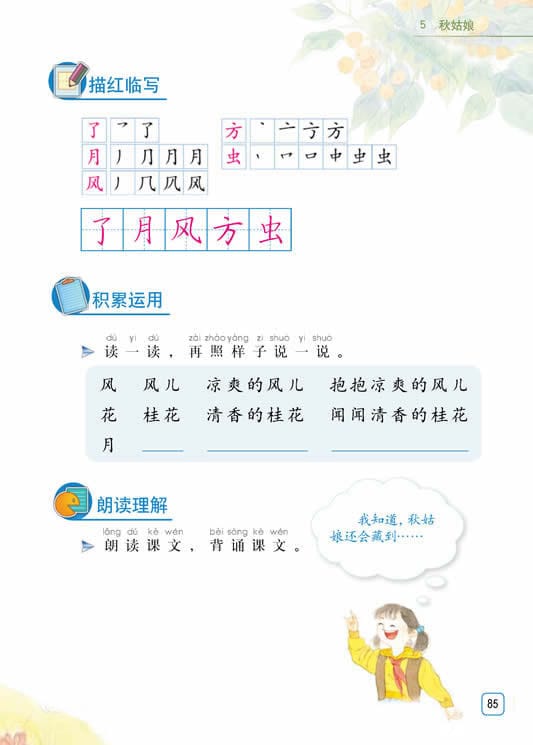 5 秋姑娘
描红临写
了 乛 了
方 丶 亠 亍 方
月 丿 ⺆ 月 月
虫 丶 口 口 中 虫 虫
风 丿 几 凤 风
了 月 风 方 虫
积累运用
dú yi dú zài zhào yàng zi shuō yi shuō
读一读，再照样子说一说。
风 风儿 凉爽的风儿 抱抱凉爽的风儿
花 桂花 清香的桂花 闻闻清香的桂花
月
朗读理解
lǎng dú kè wén bèi sòng kè wén
朗读课文，背诵课文。
我知道，秋姑
娘还会藏到……
85